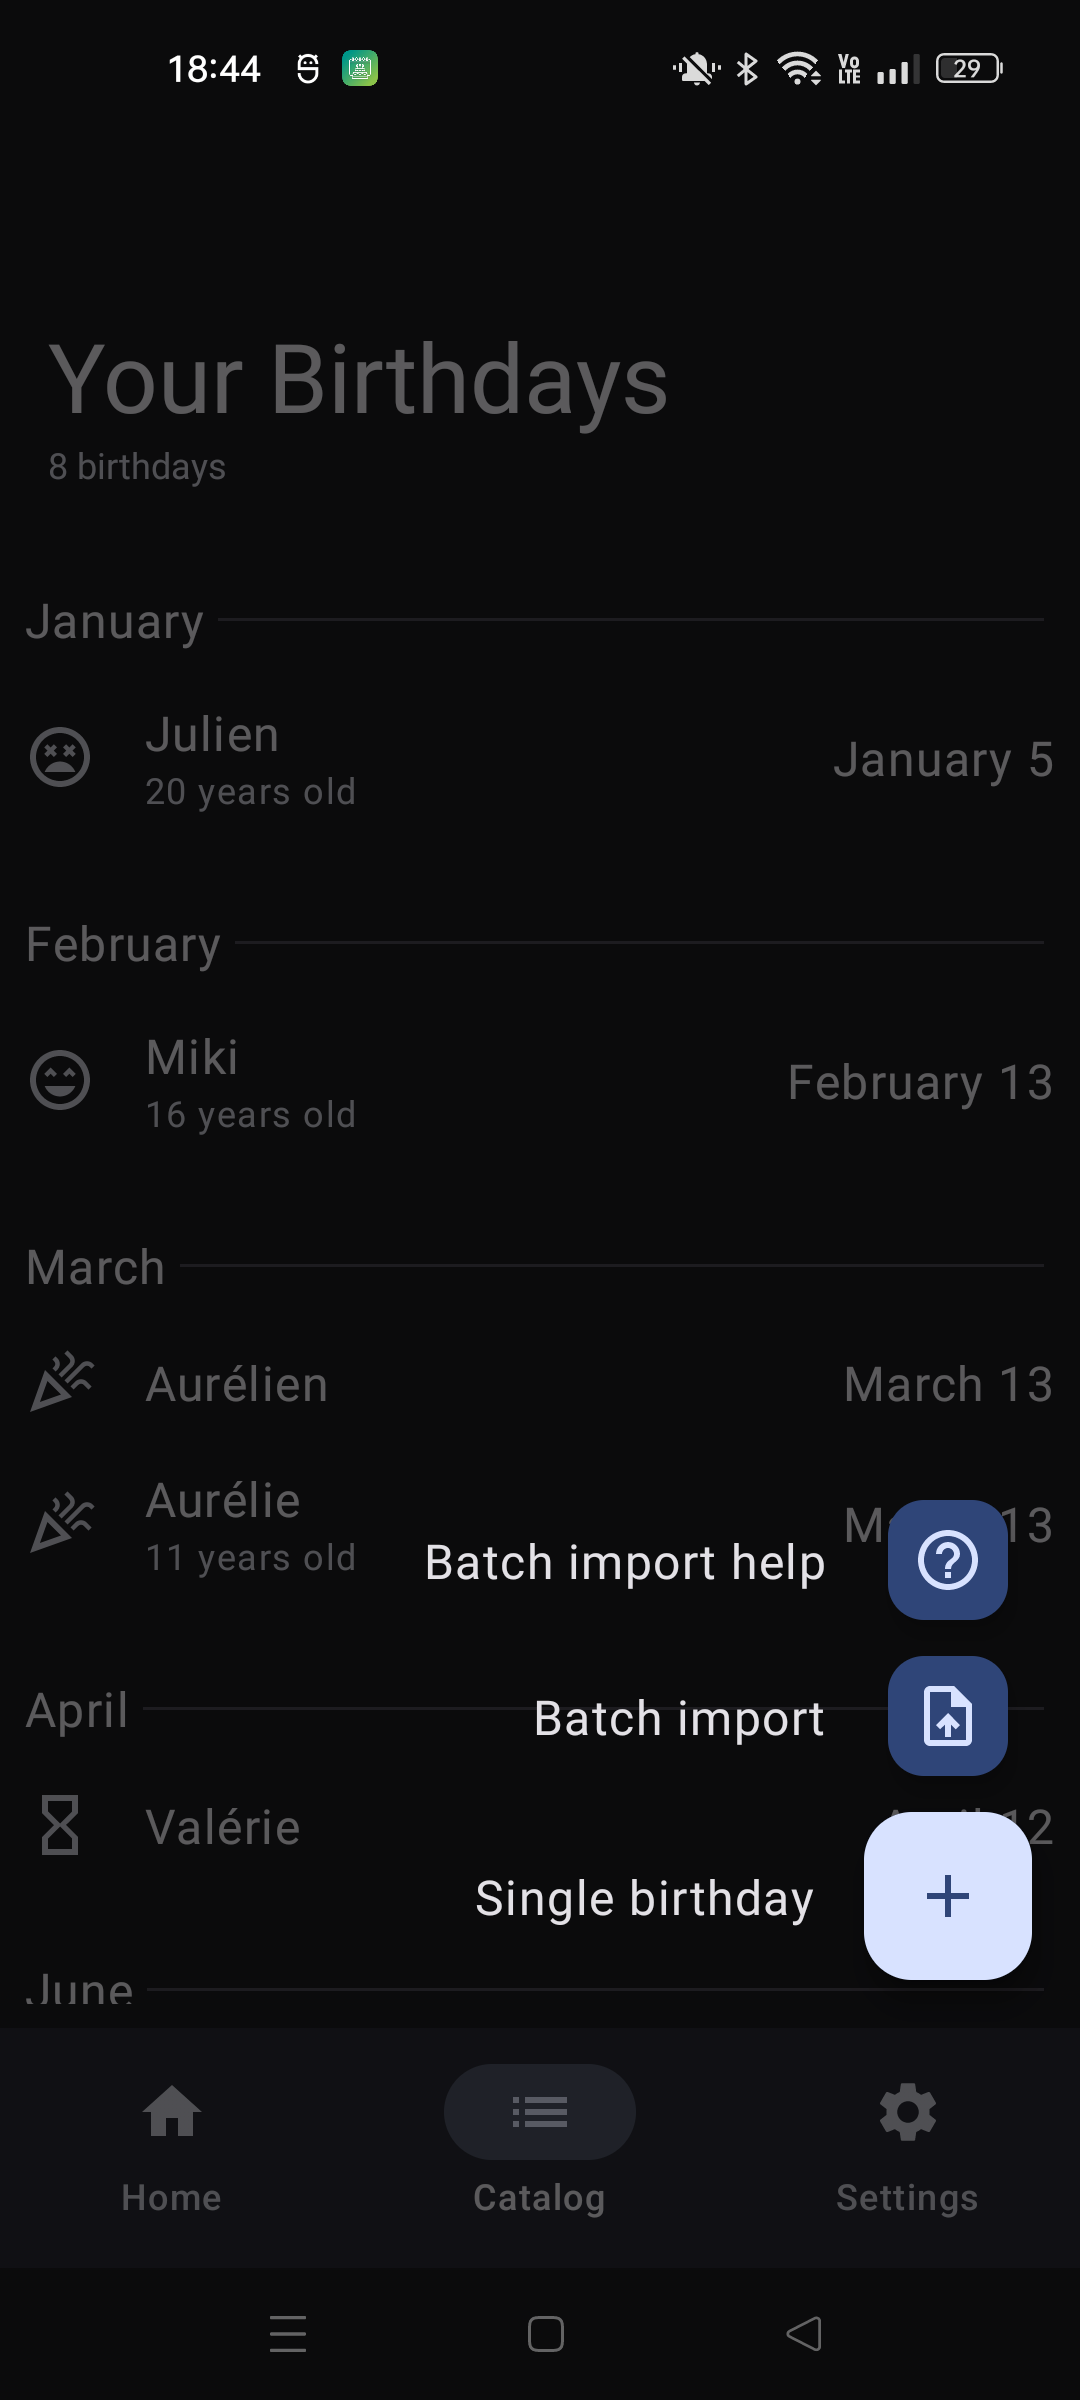 18:44
Vo
LTE
29
Your Birthdays
8 birthdays
January
Julien
20 years old
January 5
February
Miki
16 years old
February 13
March
Aurélien
March 13
Aurélie
11 years old
13
Batch import help
April
Batch import
Valérie
12
Single birthday
June
Home
Catalog
Settings